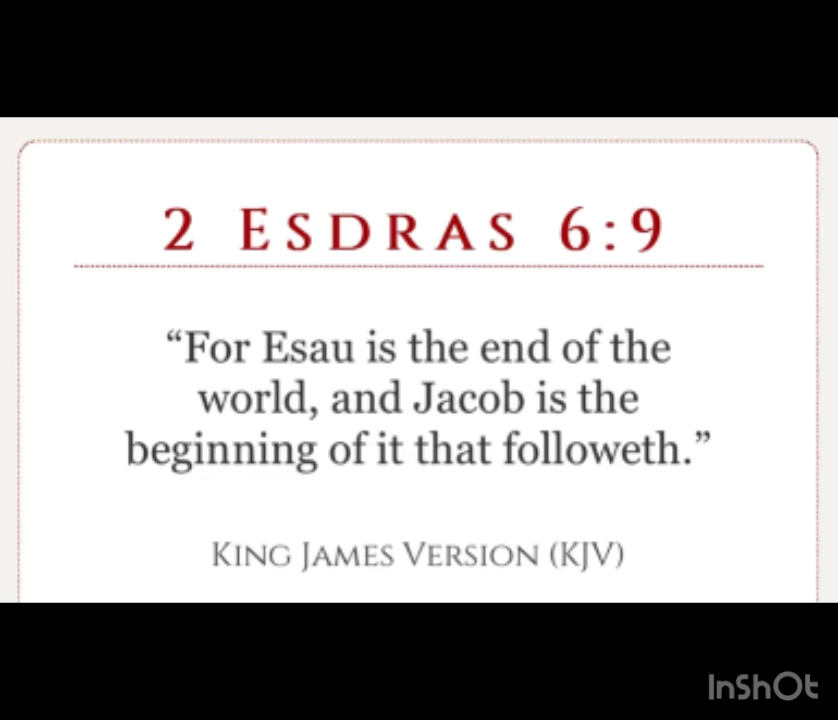 2 ESDRAS 6:9
“For Esau is the end of the
world, and Jacob is the
beginning of it that followeth.”
KING JAMES VERSION (KJV)
InShOt